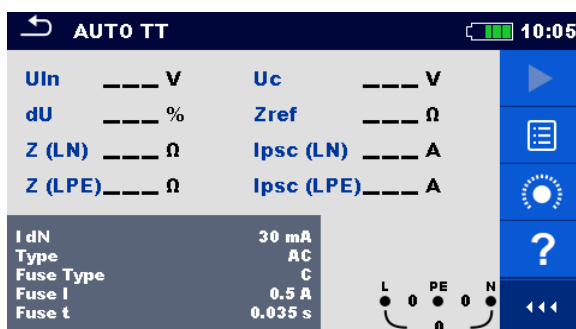 AUTO TT 10:05
Uln ___ V Uc ___ V
dU ___ % Zref ___ Ω
Z (LN) ___ Ω Ipsc (LN) ___ A
Z (LPE)___ Ω Ipsc (LPE)___ A
I dN 30 mA
Type AC
Fuse Type C
Fuse I 0.5 A
Fuse t 0.035 s
L PE N
0 0
0
?